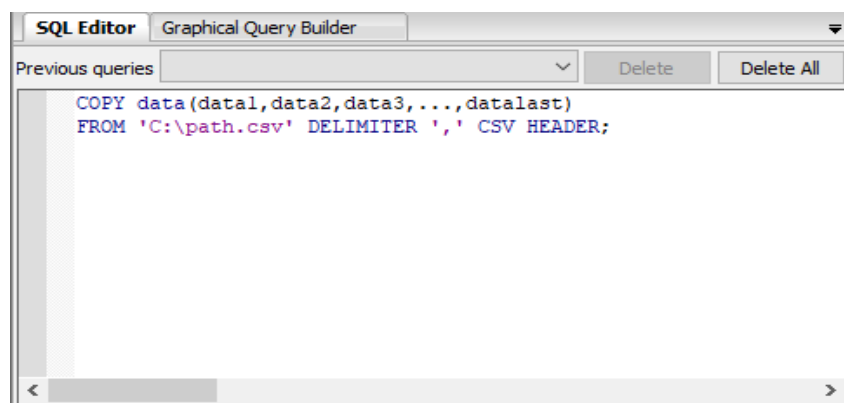 SQL Editor Graphical Query Builder
Previous queries Delete Delete All
COPY data(data1,data2,data3,...,datalast)
FROM 'C:\path.csv' DELIMITER ',' CSV HEADER;